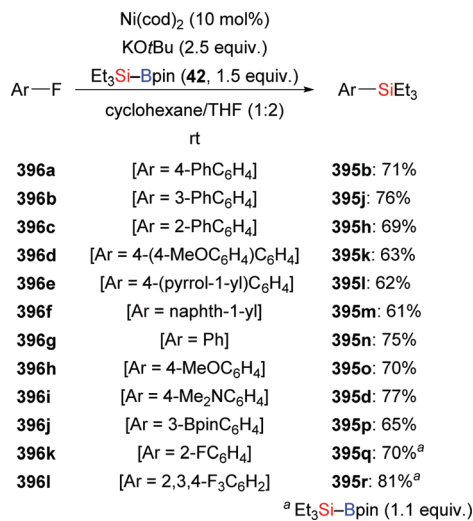 Ni(cod)₂ (10 mol%)
KOtBu (2.5 equiv.)
Et₃Si–Bpin (42, 1.5 equiv.)
Ar–F Ar–SiEt₃
cyclohexane/THF (1:2)
rt
396a [Ar = 4-PhC₆H₄] 395b: 71%
396b [Ar = 3-PhC₆H₄] 395j: 76%
396c [Ar = 2-PhC₆H₄] 395h: 69%
396d [Ar = 4-(4-MeOC₆H₄)C₆H₄] 395k: 63%
396e [Ar = 4-(pyrrol-1-yl)C₆H₄] 395l: 62%
396f [Ar = naphth-1-yl] 395m: 61%
396g [Ar = Ph] 395n: 75%
396h [Ar = 4-MeOC₆H₄] 395o: 70%
396i [Ar = 4-Me₂NC₆H₄] 395d: 77%
396j [Ar = 3-BpinC₆H₄] 395p: 65%
396k [Ar = 2-FC₆H₄] 395q: 70%ᵃ
396l [Ar = 2,3,4-F₃C₆H₂] 395r: 81%ᵃ
ᵃ Et₃Si–Bpin (1.1 equiv.)